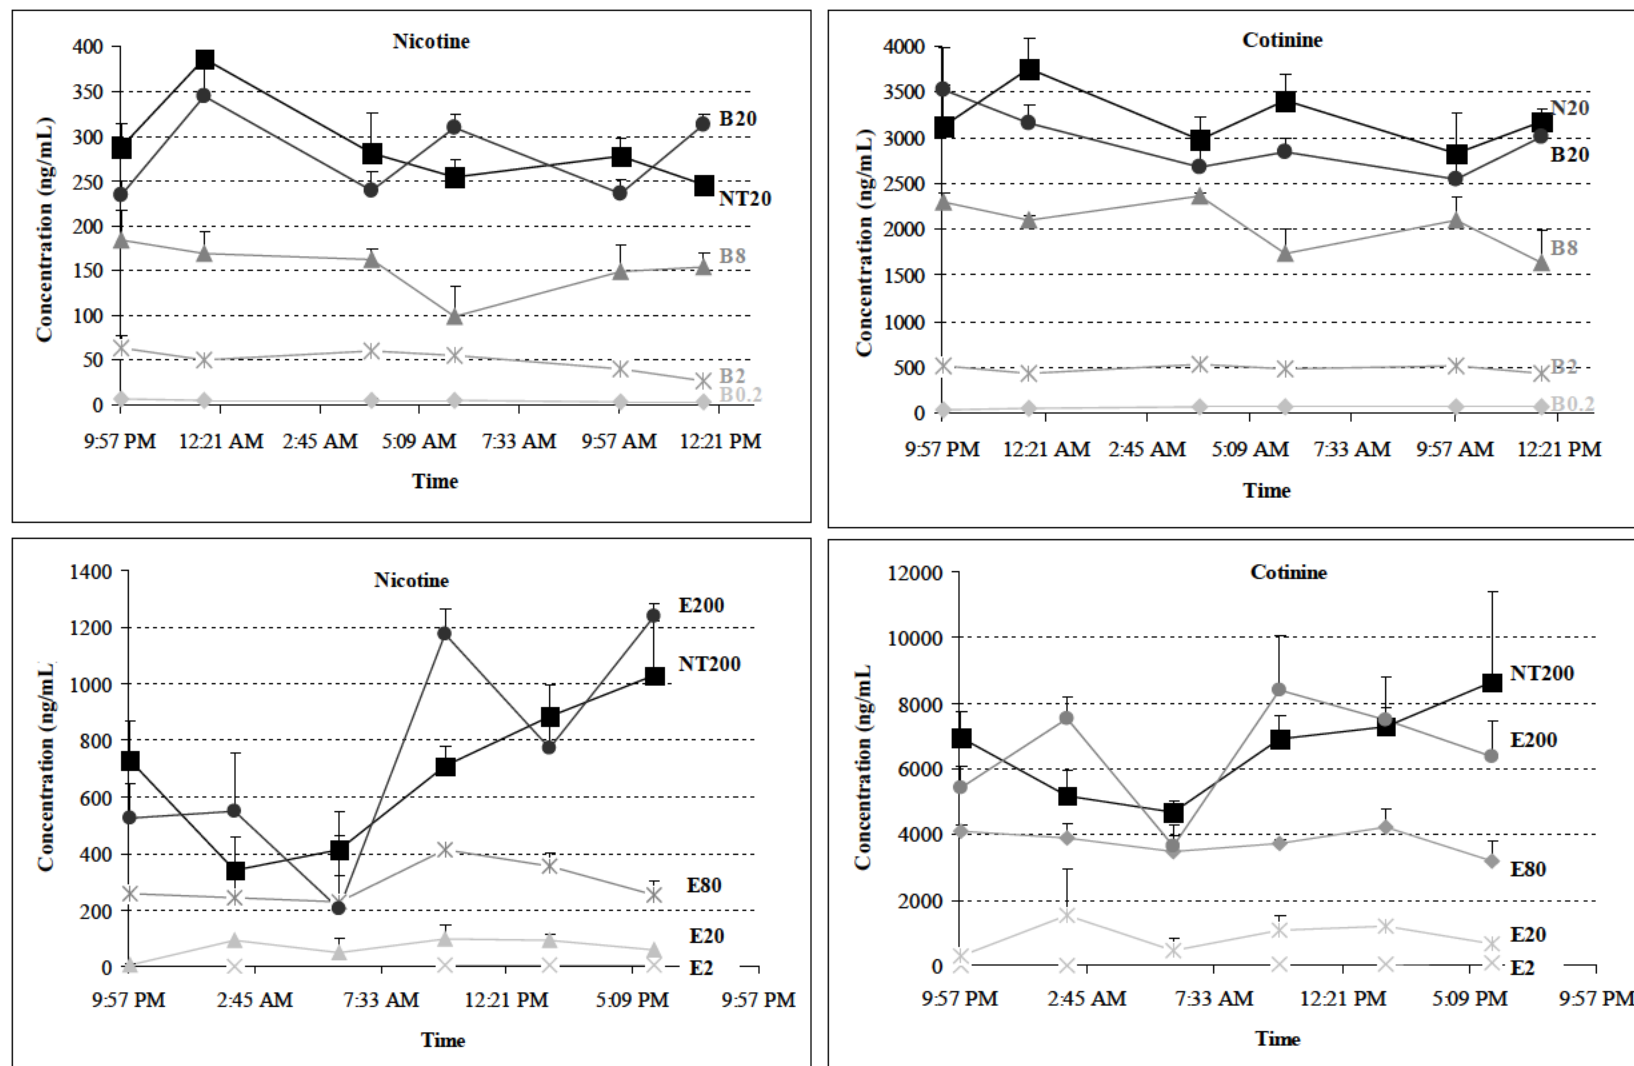 Nicotine
400
350
300
250
200
150
100
50
0
Concentration (ng/mL)
B20
NT20
B8
B2
B0.2
9:57 PM 12:21 AM 2:45 AM 5:09 AM 7:33 AM 9:57 AM 12:21 PM
Time
Cotinine
4000
3500
3000
2500
2000
1500
1000
500
0
Concentration (ng/mL)
N20
B20
B8
B2
B0.2
9:57 PM 12:21 AM 2:45 AM 5:09 AM 7:33 AM 9:57 AM 12:21 PM
Time
Nicotine
1400
1200
1000
800
600
400
200
0
Concentration (ng/mL
E200
NT200
E80
E20
E2
9:57 PM 2:45 AM 7:33 AM 12:21 PM 5:09 PM 9:57 PM
Time
Cotinine
12000
10000
8000
6000
4000
2000
0
Concentration (ng/mL
NT200
E200
E80
E20
E2
9:57 PM 2:45 AM 7:33 AM 12:21 PM 5:09 PM 9:57 PM
Time